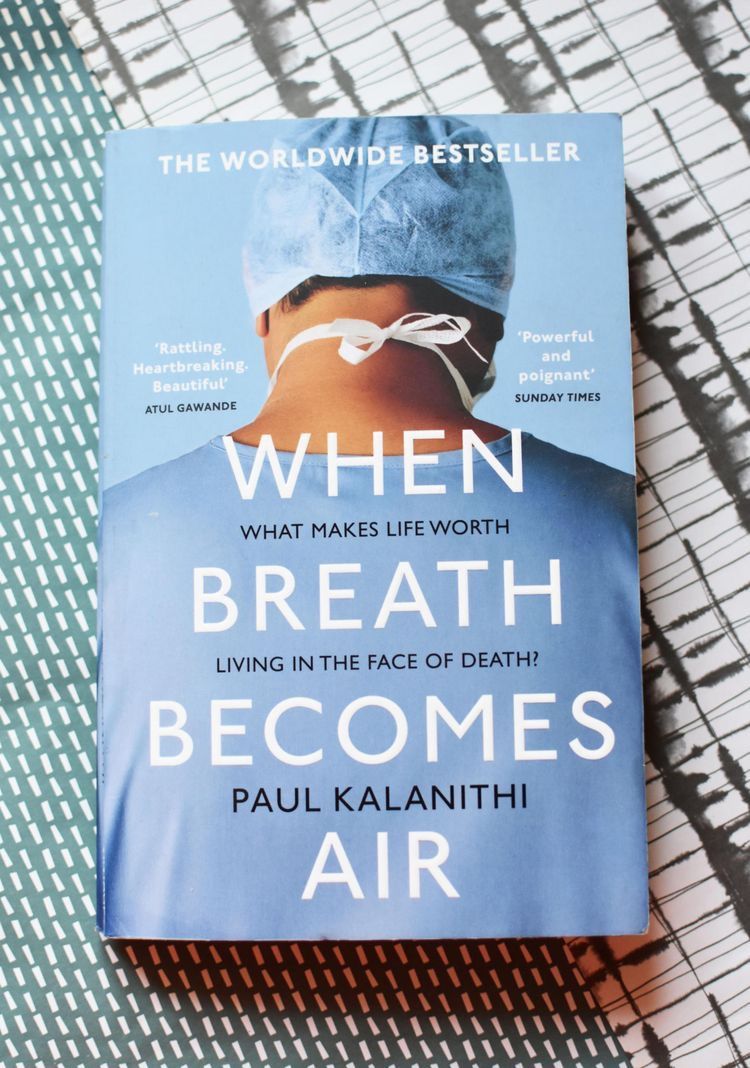 THE WORLDWIDE BESTSELLER
‘Rattling.
Heartbreaking.
Beautiful’
ATUL GAWANDE
‘Powerful
and
poignant’
SUNDAY TIMES
WHEN
WHAT MAKES LIFE WORTH
BREATH
LIVING IN THE FACE OF DEATH?
BECOMES
PAUL KALANITHI
AIR